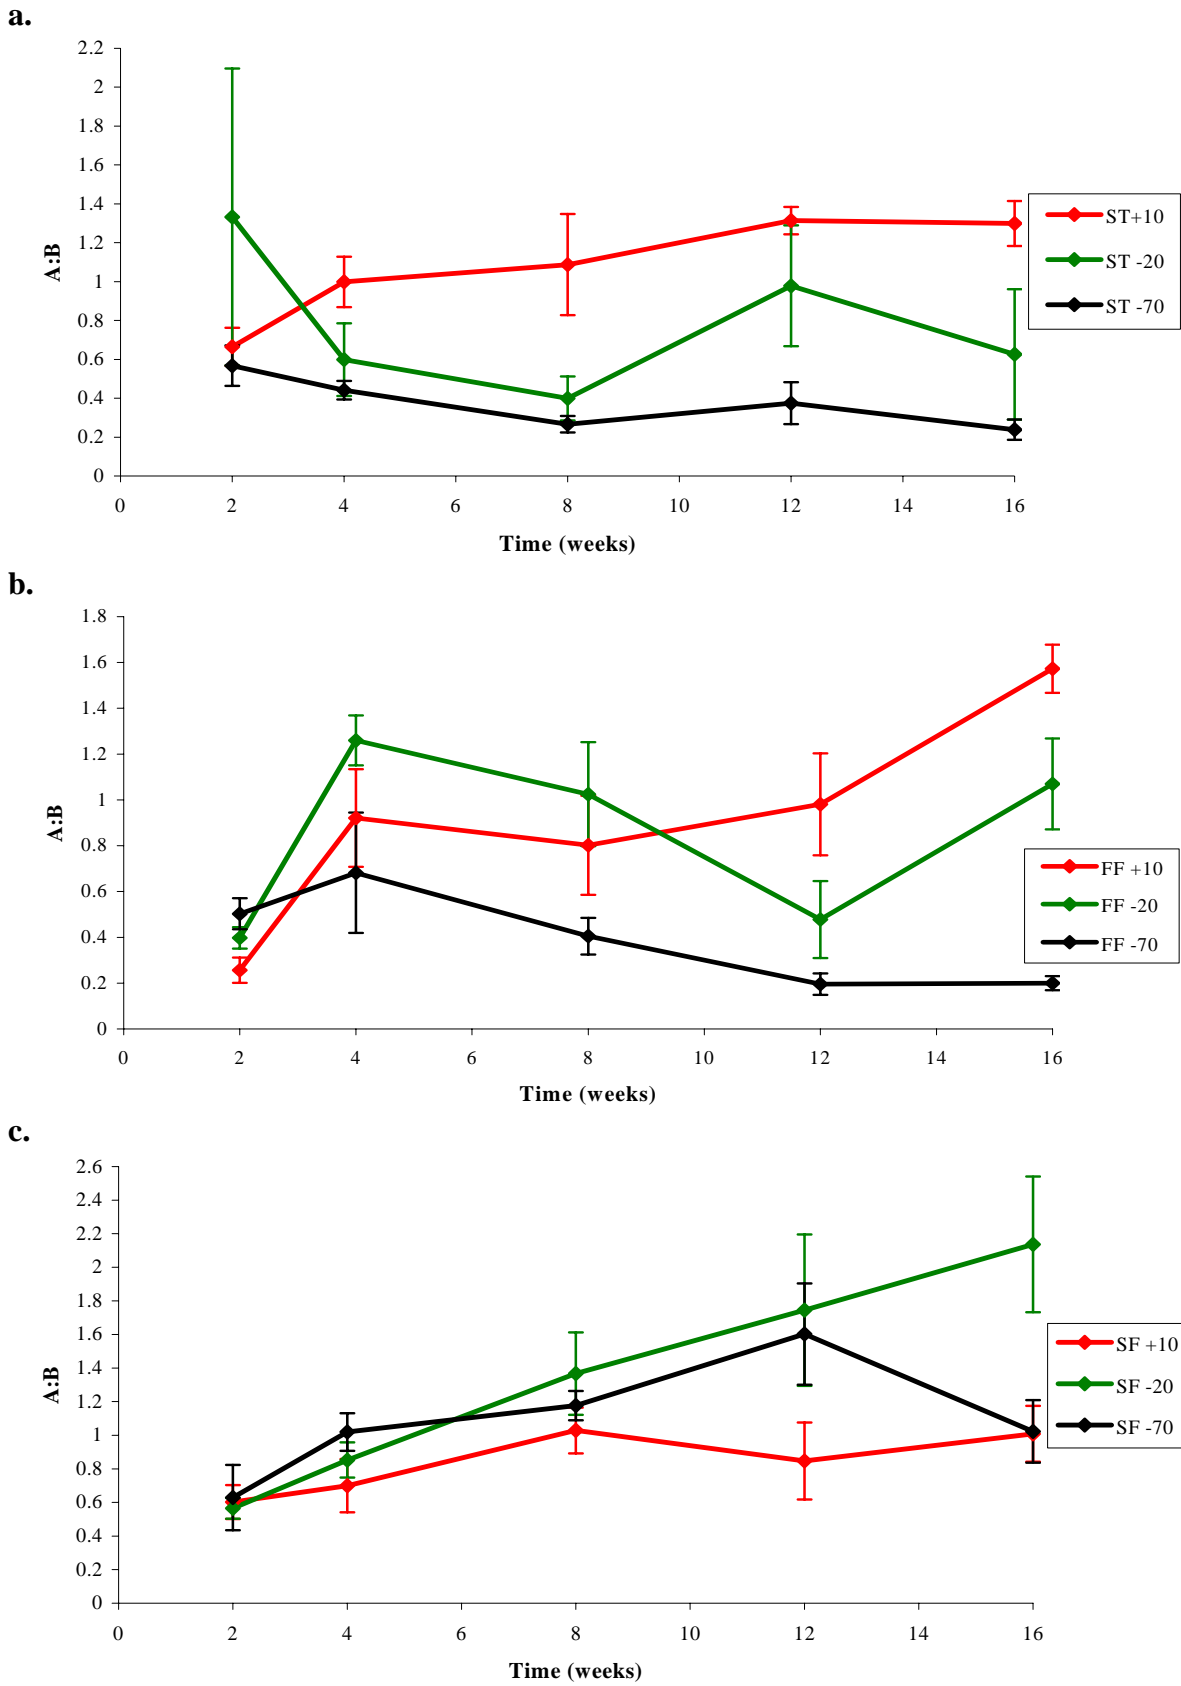 a.
2.2
2
1.8
1.6
1.4
1.2
1
0.8
0.6
0.4
0.2
0
A:B
0 2 4 6 8 10 12 14 16
Time (weeks)
ST+10
ST -20
ST -70
b.
1.8
1.6
1.4
1.2
1
0.8
0.6
0.4
0.2
0
A:B
0 2 4 6 8 10 12 14 16
Time (weeks)
FF +10
FF -20
FF -70
c.
2.6
2.4
2.2
2
1.8
1.6
1.4
1.2
1
0.8
0.6
0.4
0.2
0
A:B
0 2 4 6 8 10 12 14 16
Time (weeks)
SF +10
SF -20
SF -70